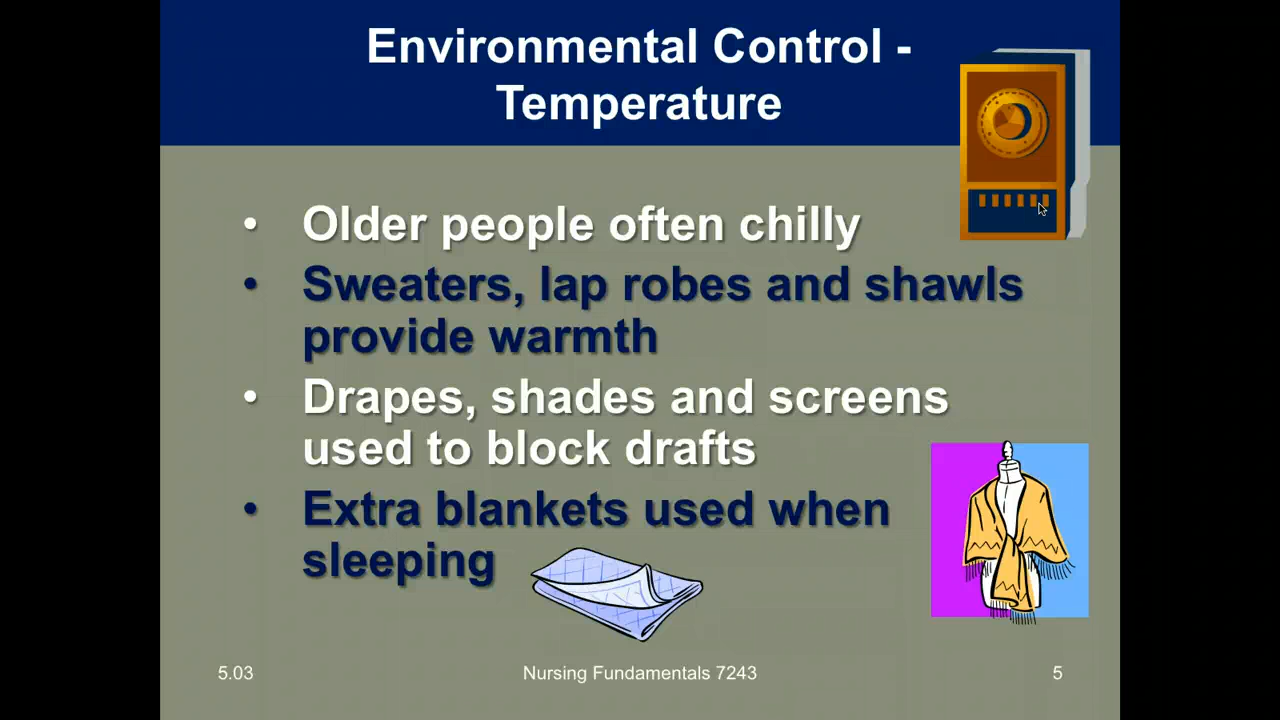 Environmental Control -
Temperature
• Older people often chilly
• Sweaters, lap robes and shawls
provide warmth
• Drapes, shades and screens
used to block drafts
• Extra blankets used when
sleeping
5.03 Nursing Fundamentals 7243 5